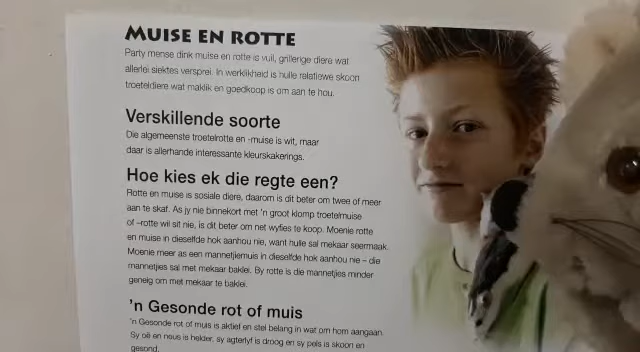 MUISE EN ROTTE
Party mense dink muise en rotte is vuil, grillerige diere wat
allerlei siektes versprei. In werklikheid is hulle relatiewe skoon
troeteldiere wat maklik en goedkoop is om aan te hou.
Verskillende soorte
Die algemeenste troetelrotte en -muise is wit, maar
daar is allerhande interessante kleurskakerings.
Hoe kies ek die regte een?
Rotte en muise is sosiale diere, daarom is dit beter om twee of meer
aan te skaf. As jy nie binnekort met 'n groot klomp troetelmuise
of -rotte wil sit nie, is dit beter om net wyfies te koop. Moenie rotte
en muise in dieselfde hok aanhou nie, want hulle sal mekaar seermaak.
Moenie meer as een mannetjiemuis in dieselfde hok aanhou nie – die
mannetjies sal met mekaar baklei. By rotte is die mannetjies minder
geneig om met mekaar te baklei.
'n Gesonde rot of muis
'n Gesonde rot of muis is aktief en stel belang in wat om hom aangaan.
Sy oë en neus is helder, sy agterlyf is droog en sy pels is skoon en
gesond.